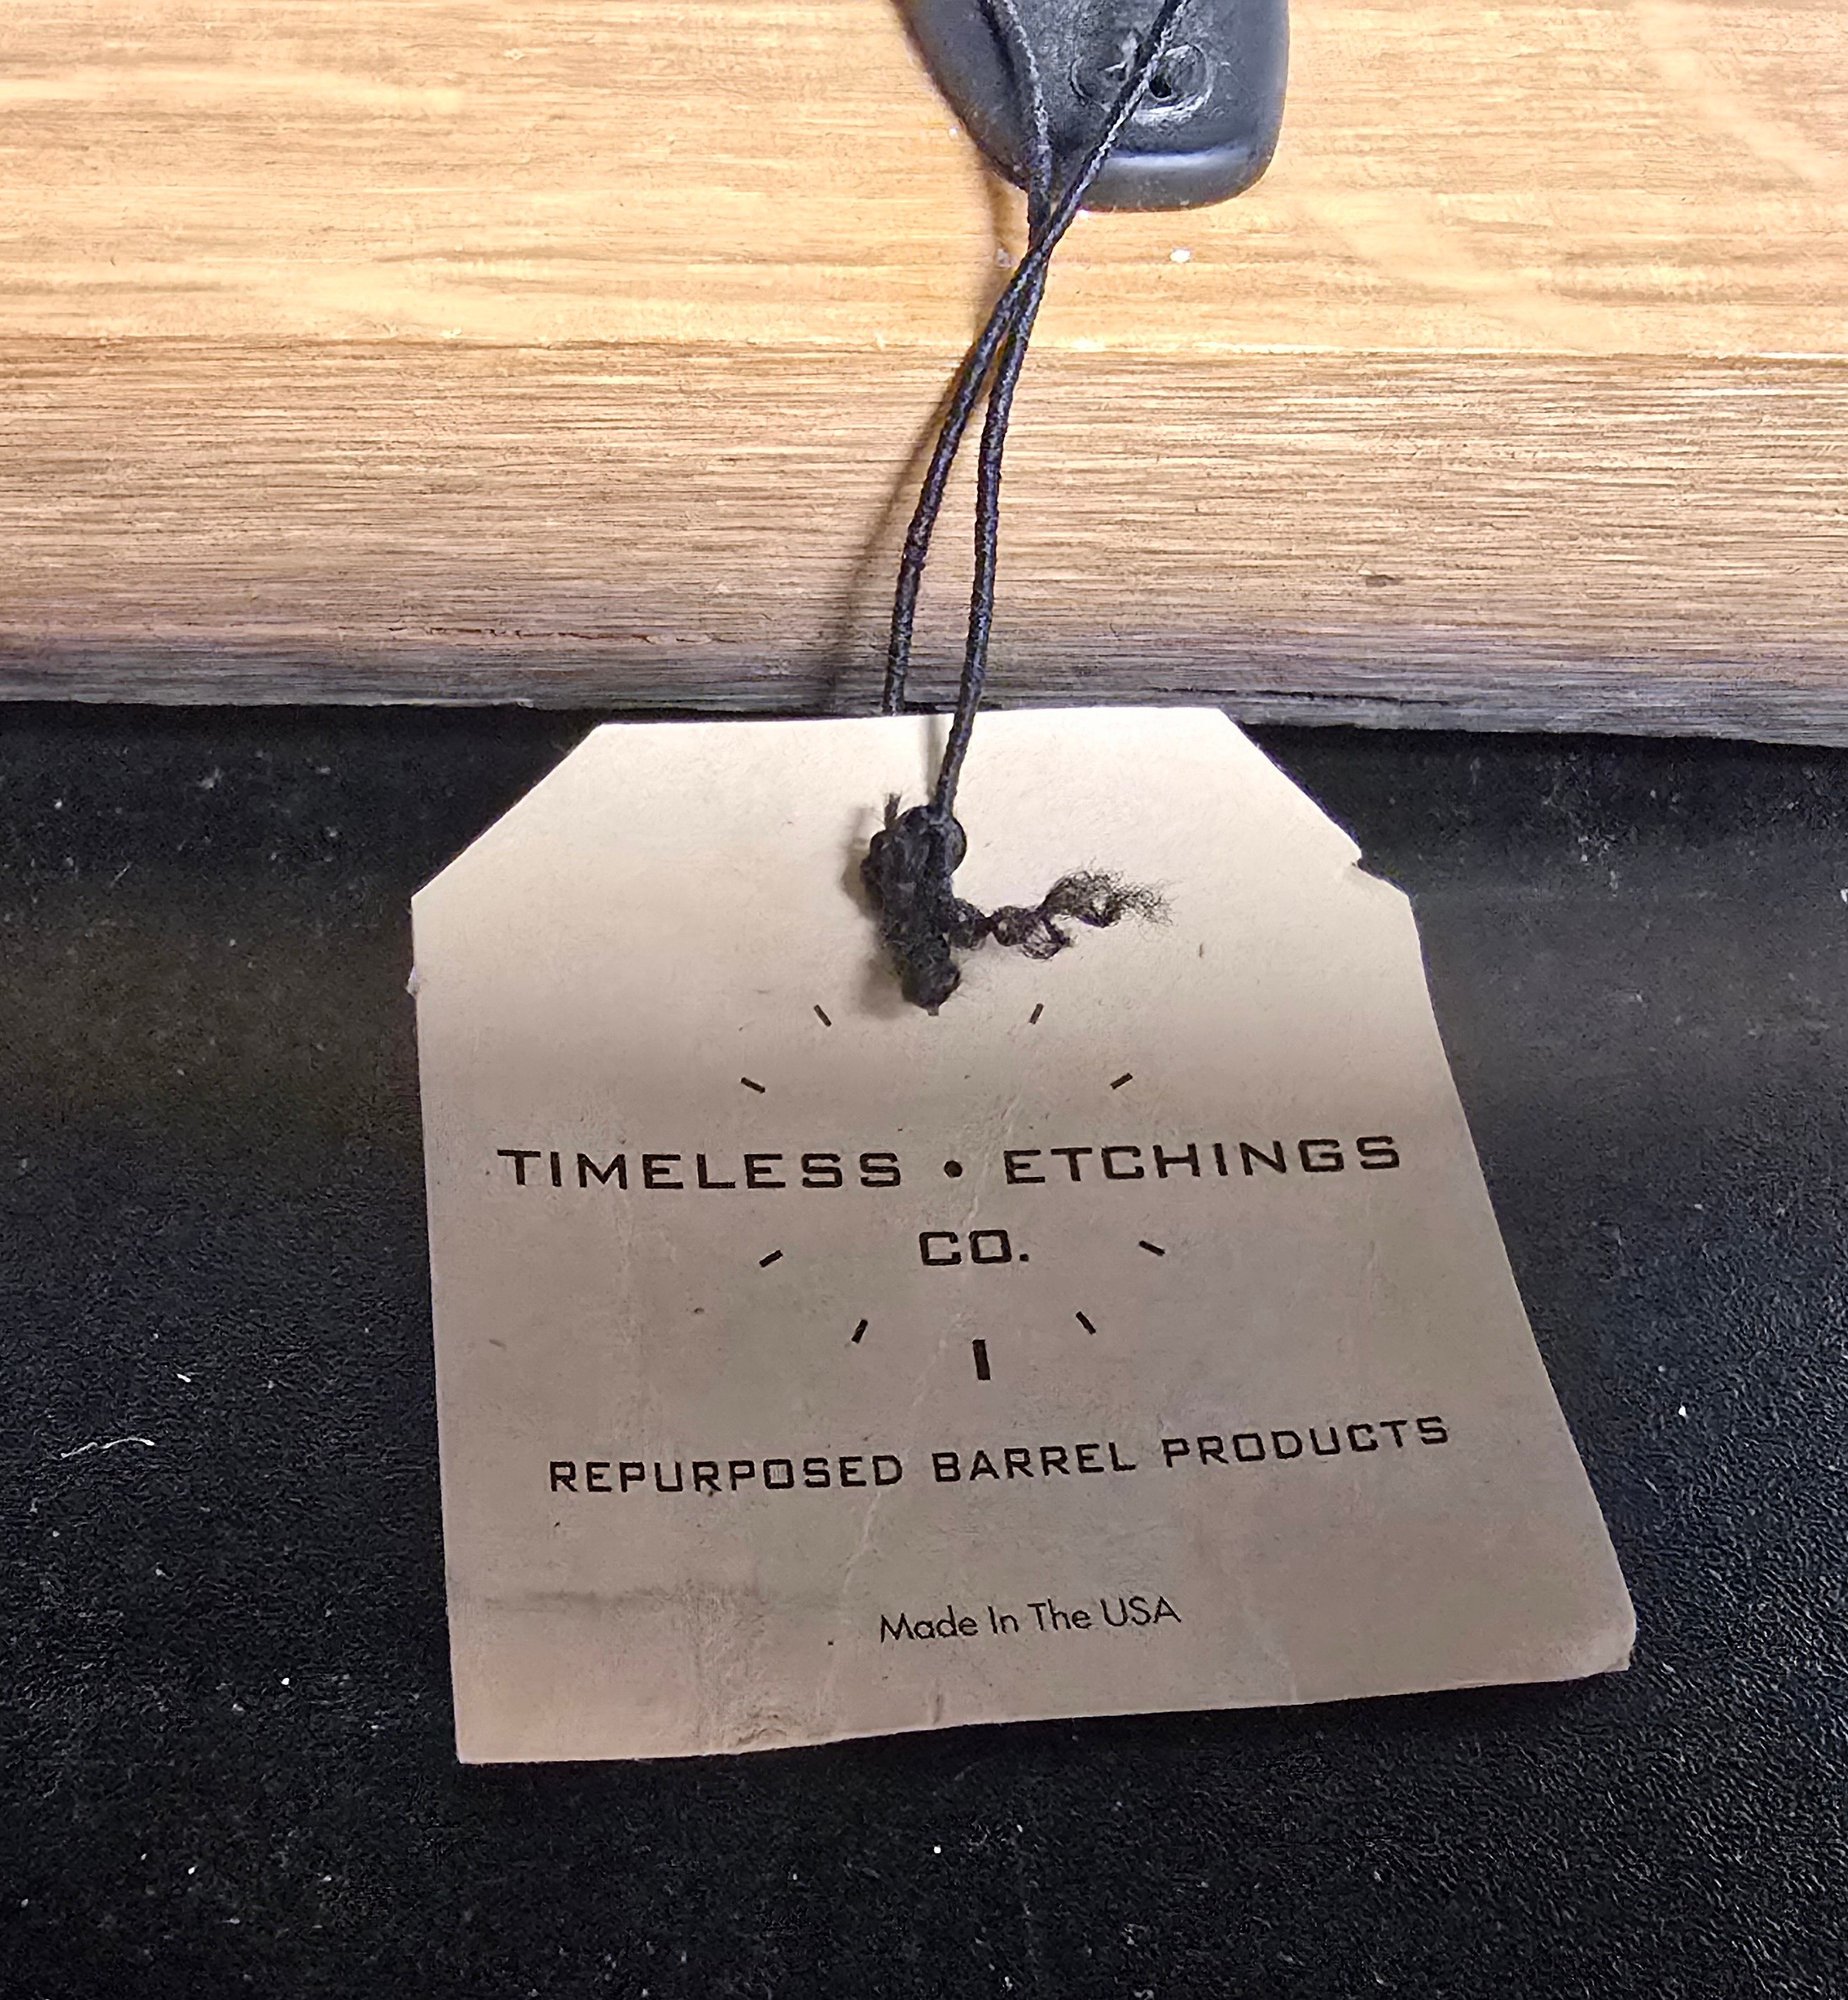 TIMELESS • ETCHINGS
CO.
REPURPOSED BARREL PRODUCTS
Made In The USA